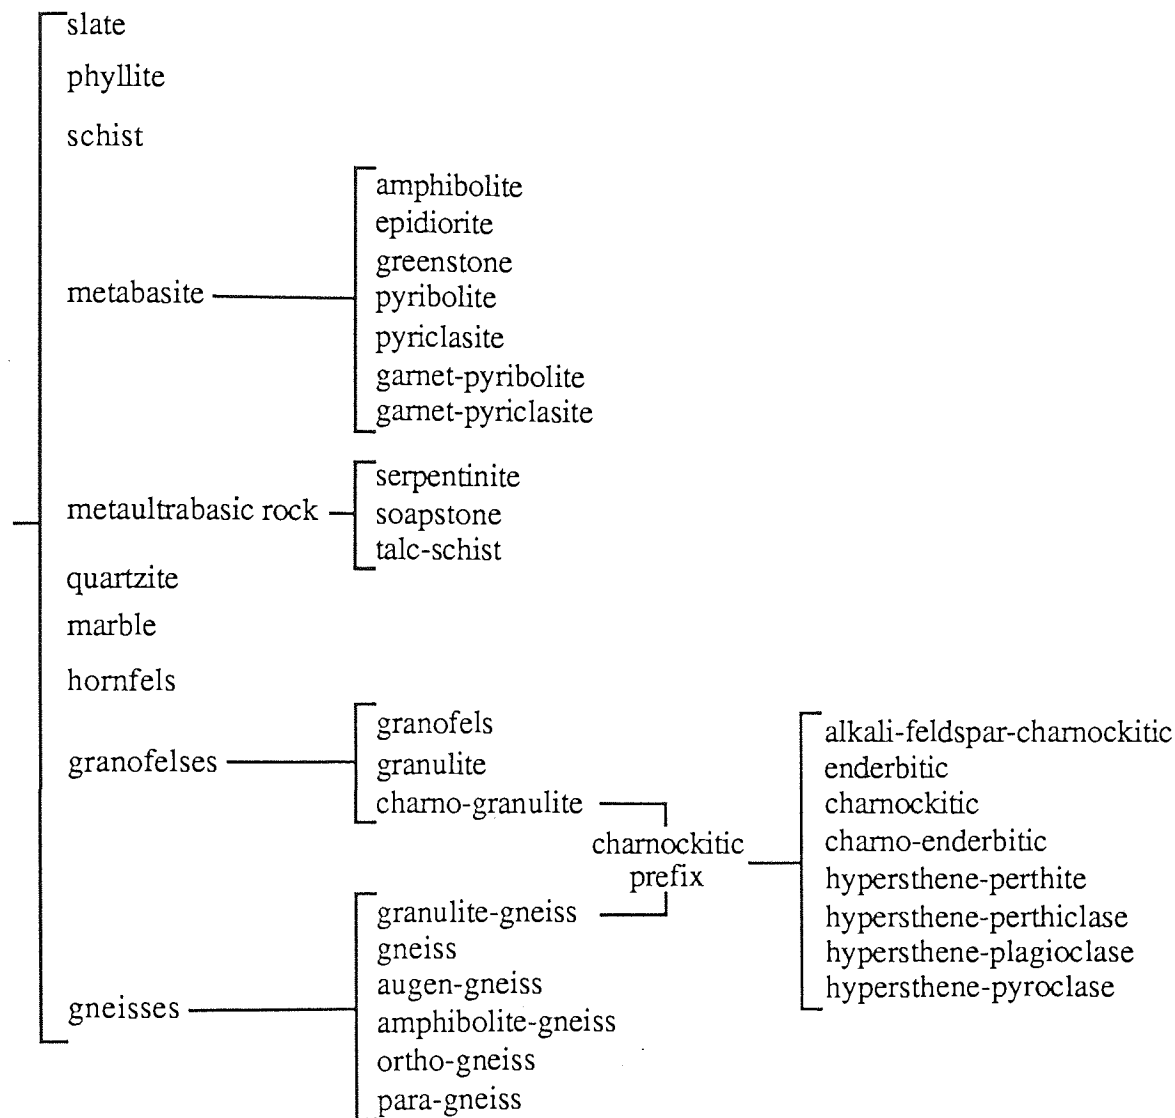 slate
phyllite
schist
metabasite
amphibolite
epidiorite
greenstone
pyribolite
pyriclasite
garnet-pyribolite
garnet-pyriclasite
metaultrabasic rock
serpentinite
soapstone
talc-schist
quartzite
marble
hornfels
granofelses
granofels
granulite
charno-granulite
gneisses
granulite-gneiss
gneiss
augen-gneiss
amphibolite-gneiss
ortho-gneiss
para-gneiss
charnockitic
prefix
alkali-feldspar-charnockitic
enderbitic
charnockitic
charno-enderbitic
hypersthene-perthite
hypersthene-perthiclase
hypersthene-plagioclase
hypersthene-pyroclase